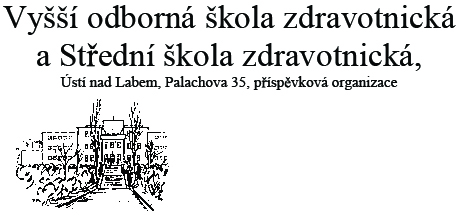 Vyšší odborná škola zdravotnická
a Střední škola zdravotnická,
Ústí nad Labem, Palachova 35, příspěvková organizace